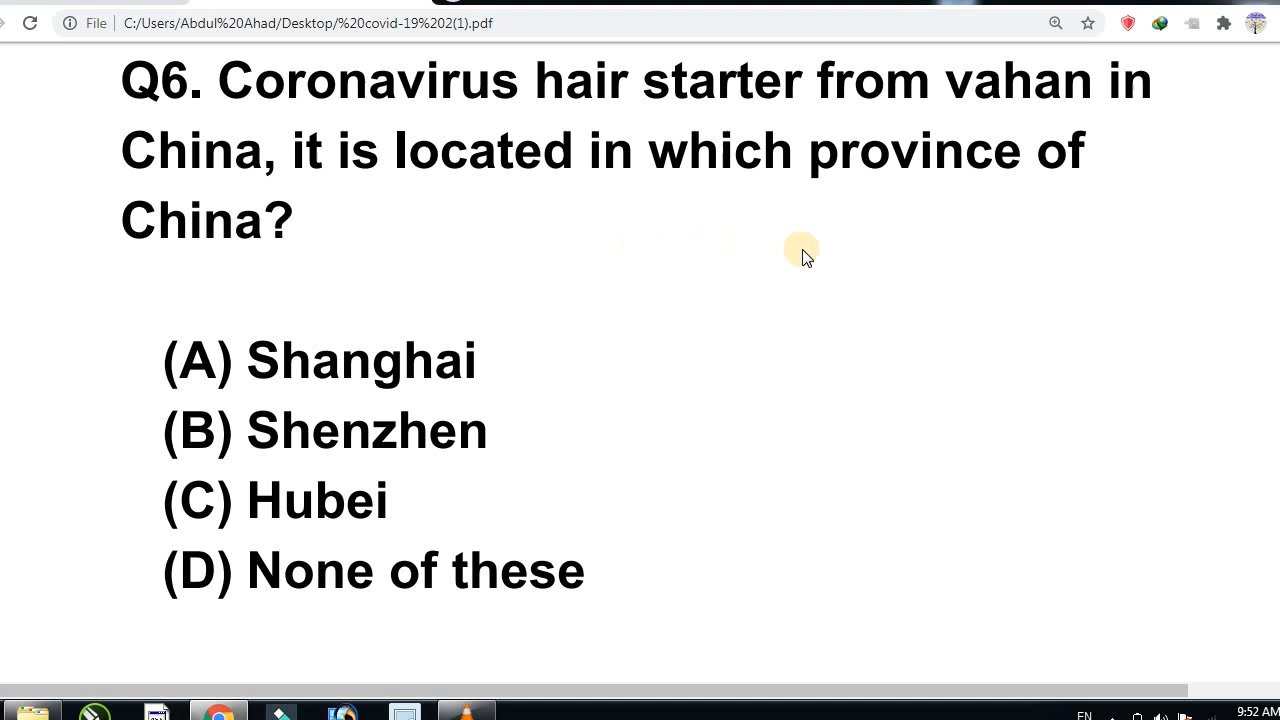 File
C:/Users/Abdul%20Ahad/Desktop/%20covid-19%202(1).pdf
Q6. Coronavirus hair starter from vahan in
China, it is located in which province of
China?
(A) Shanghai
(B) Shenzhen
(C) Hubei
(D) None of these
EN
9:52 AM